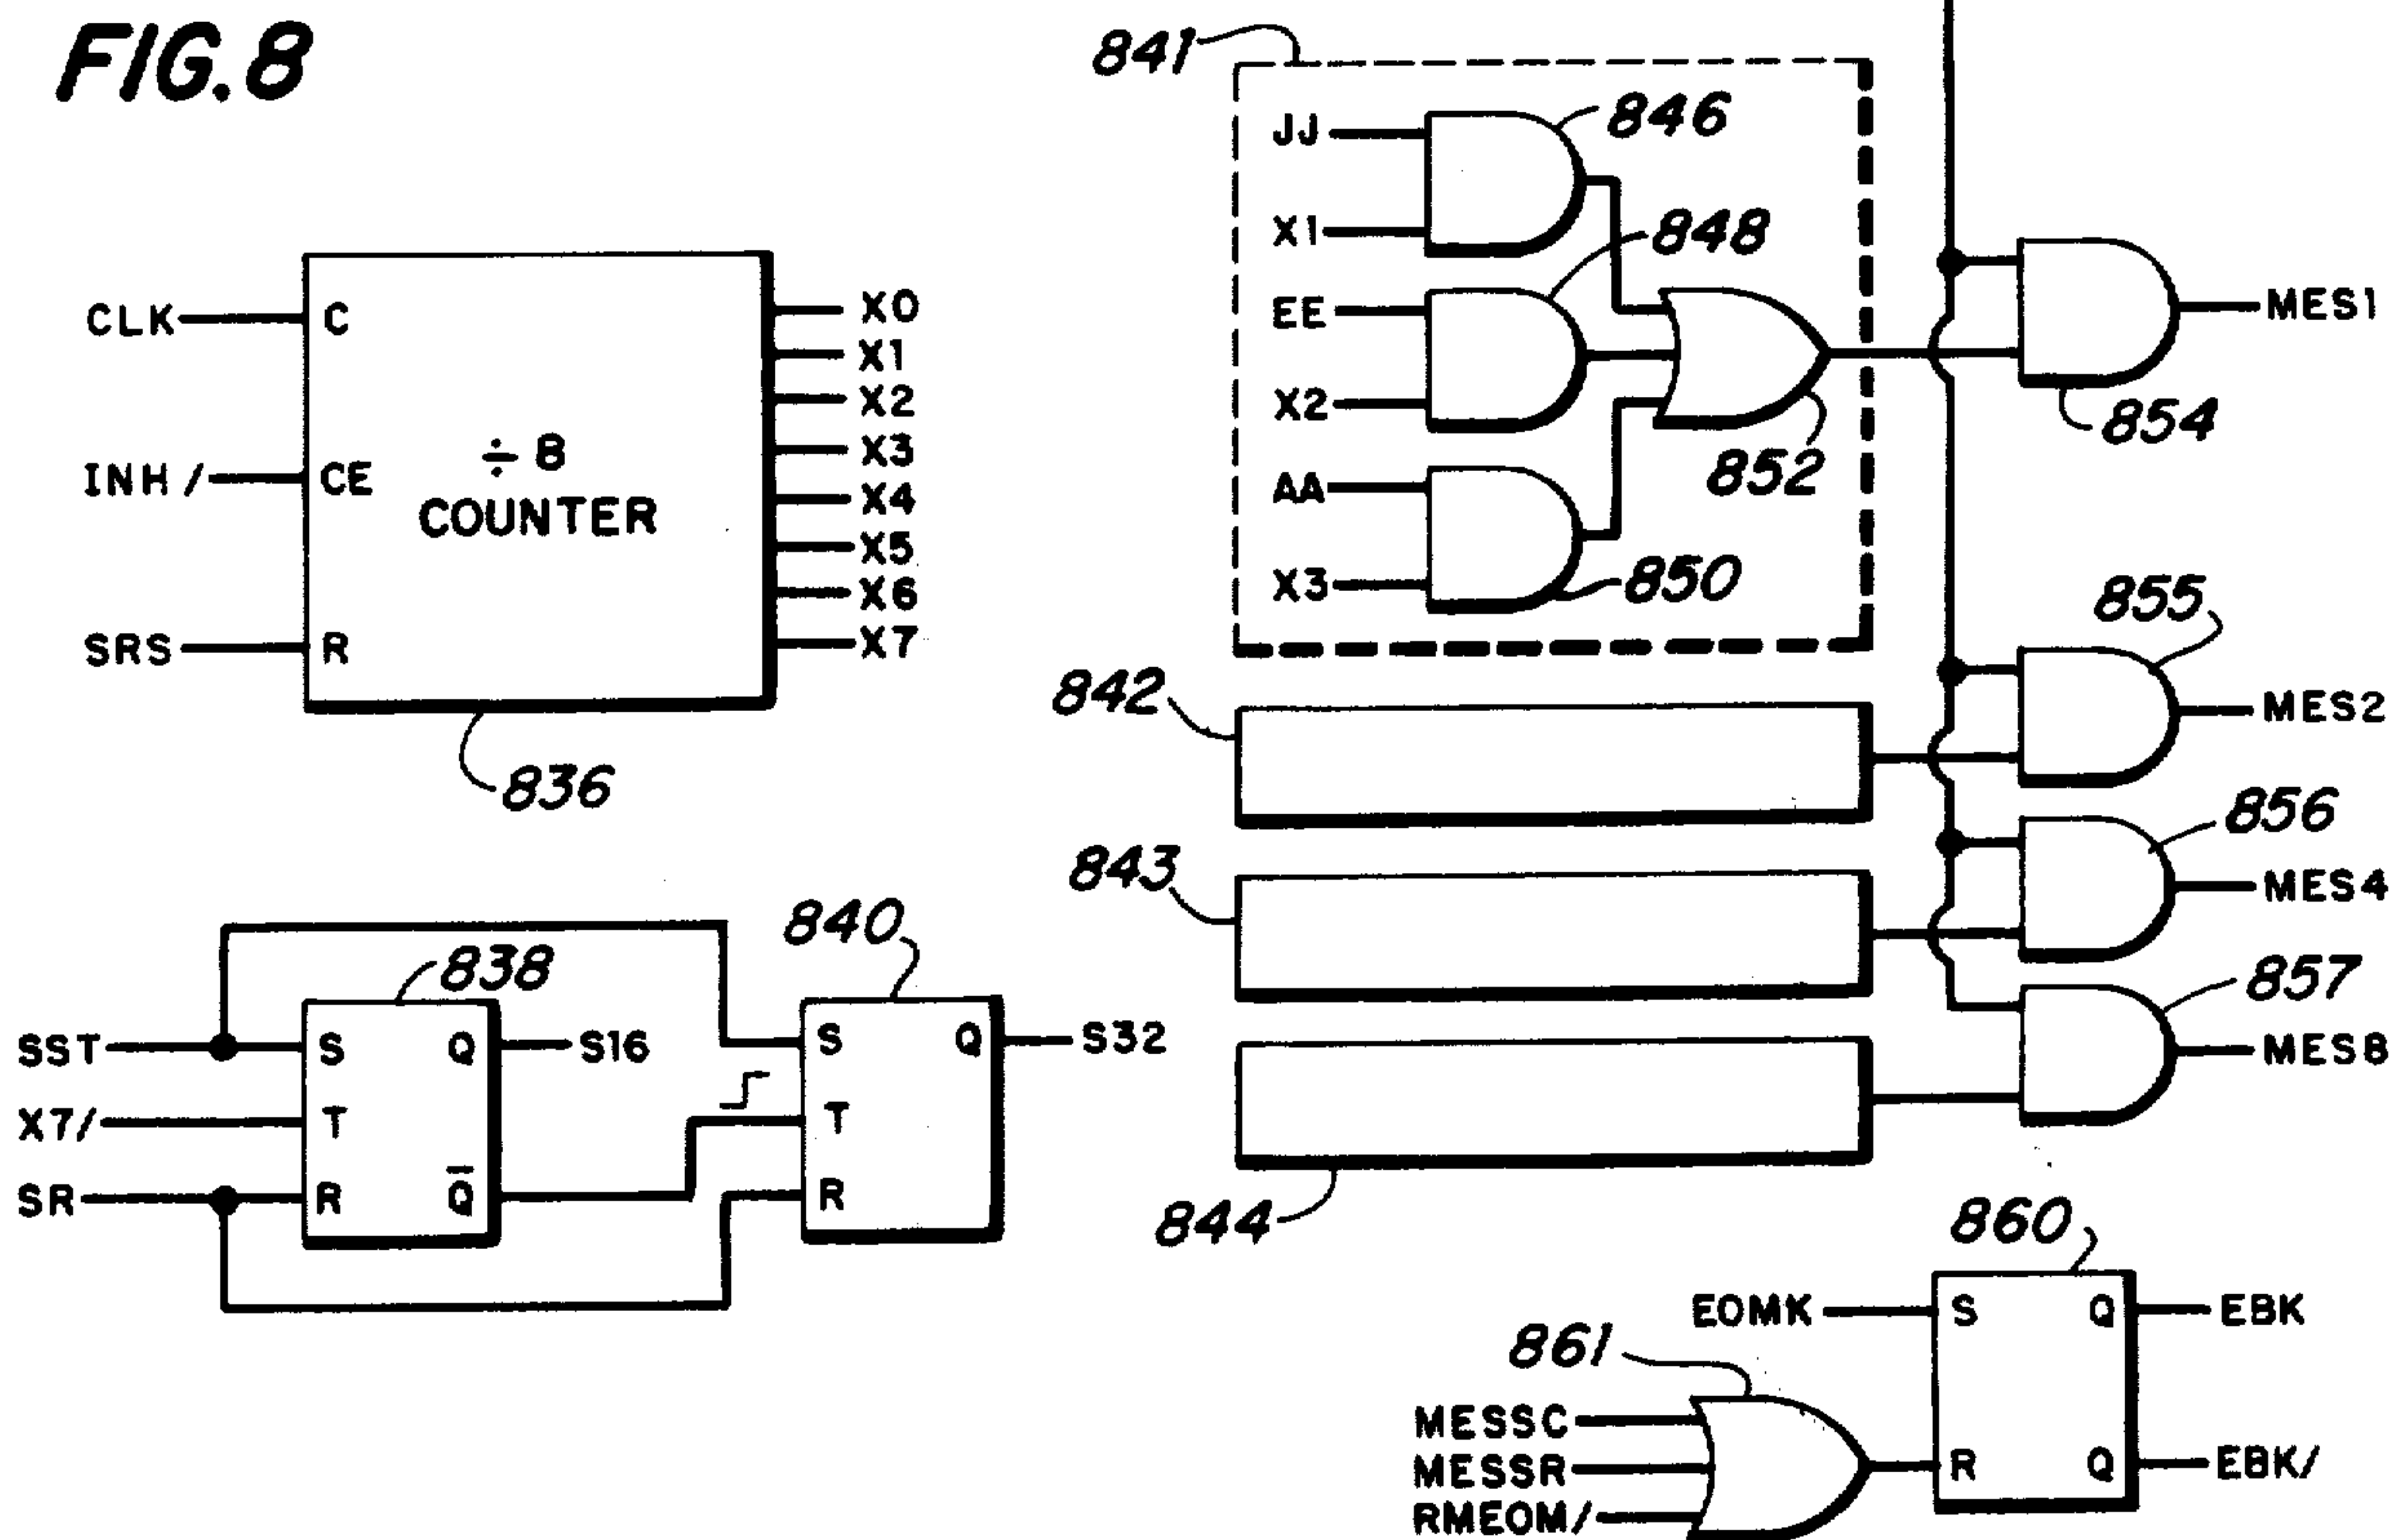 FIG. 8
841
JJ
846
X1
848
EE
X2
852
AA
X3
850
854
MES1
CLK
C
INH /
CE
SRS
R
÷ 8
COUNTER
X0
X1
X2
X3
X4
X5
X6
X7
836
842
855
MES2
843
856
MES4
844
857
MES8
838
840
SST
S
Q
S16
X7/
T
SR
R
Q̅
S
Q
S32
T
R
860
EOMK
S
Q
EBK
861
MESSC
MESSR
RMEOM/
R
Q
EBK/